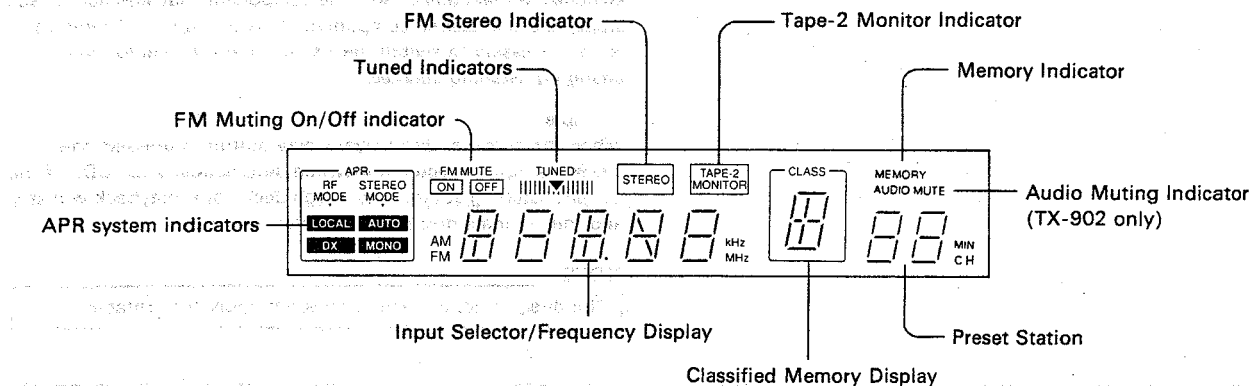 FM Stereo Indicator
Tape-2 Monitor Indicator
Tuned Indicators
Memory Indicator
FM Muting On/Off indicator
APR
RF MODE
STEREO MODE
LOCAL AUTO
DX MONO
FM MUTE
ON OFF
TUNED
STEREO
TAPE-2 MONITOR
CLASS
MEMORY
AUDIO MUTE
AM
FM
kHz
MHz
MIN
CH
Audio Muting Indicator
(TX-902 only)
APR system indicators
Input Selector/Frequency Display
Preset Station
Classified Memory Display